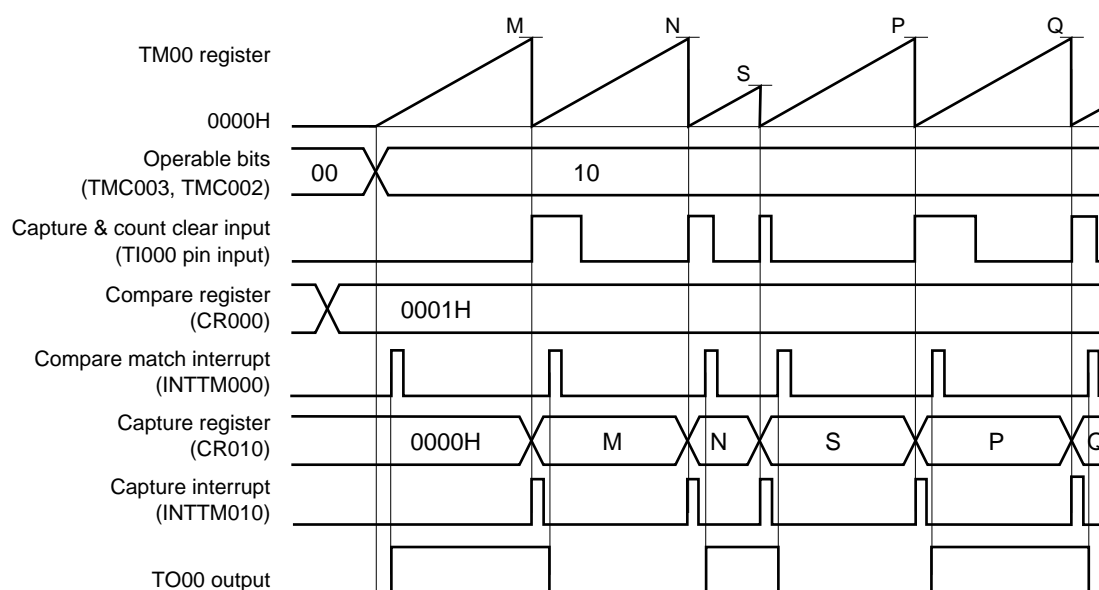 M
N
P
Q
TM00 register
S
0000H
Operable bits
(TMC003, TMC002)
00
10
Capture & count clear input
(TI000 pin input)
Compare register
(CR000)
0001H
Compare match interrupt
(INTTM000)
Capture register
(CR010)
0000H
M
N
S
P
Q
Capture interrupt
(INTTM010)
TO00 output